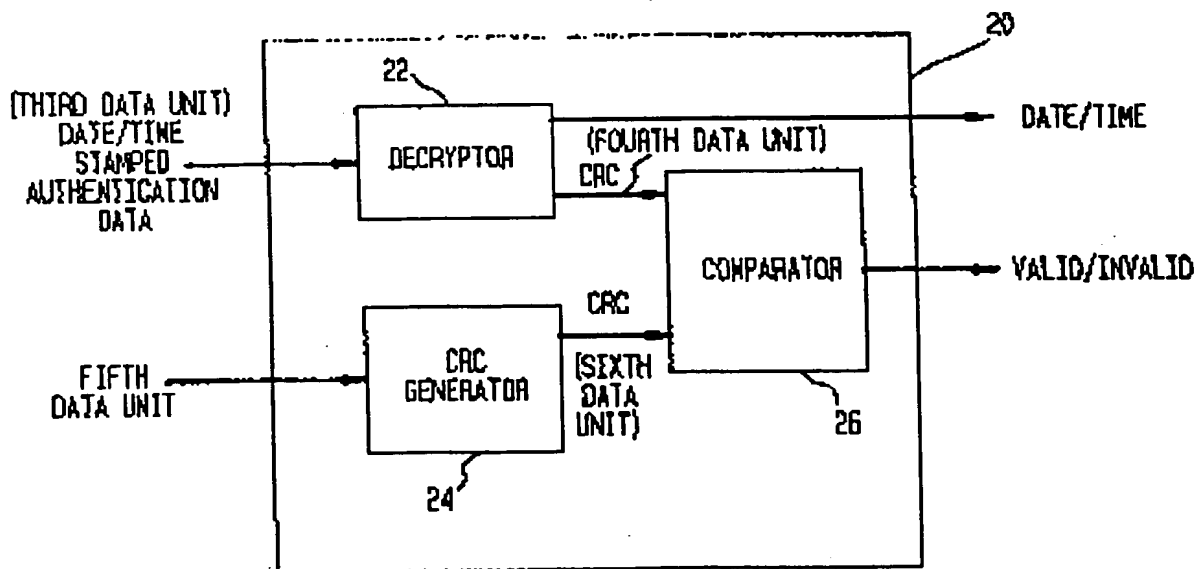 20
22
(THIRD DATA UNIT)
DATE/TIME
STAMPED
AUTHENTICATION
DATA
DECRYPTOR
DATE/TIME
(FOURTH DATA UNIT)
CRC
COMPARATOR
VALID/INVALID
CRC
(SIXTH
DATA
UNIT)
FIFTH
DATA UNIT
CRC
GENERATOR
26
24